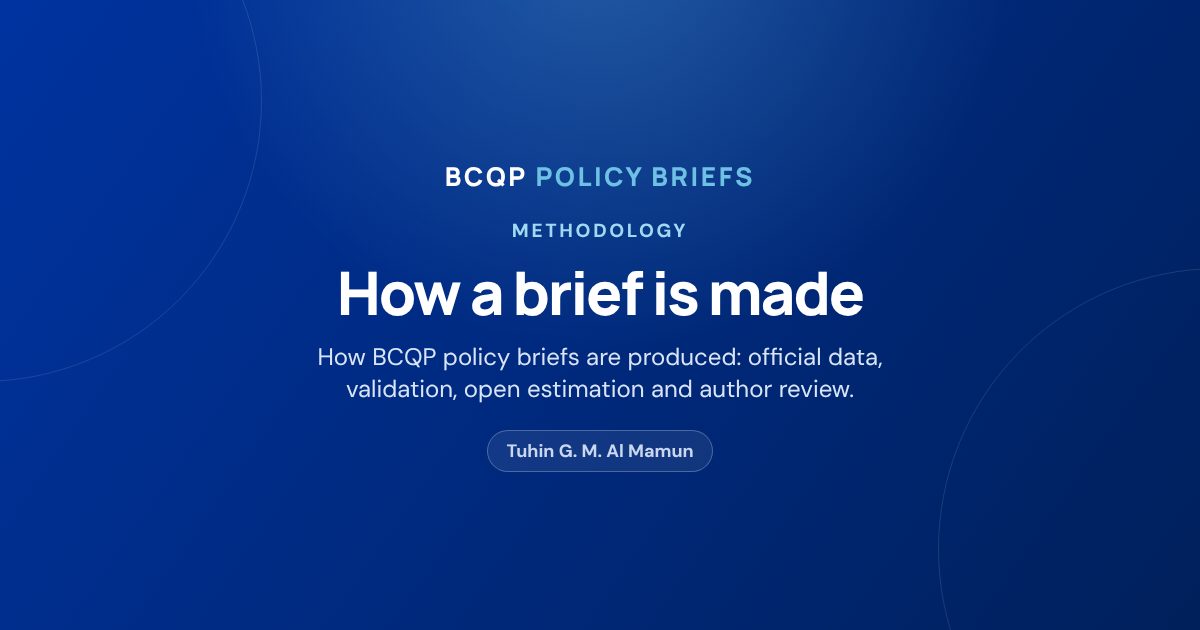 BCQP POLICY BRIEFS
METHODOLOGY
How a brief is made
How BCQP policy briefs are produced: official data,
validation, open estimation and author review.
Tuhin G. M. Al Mamun